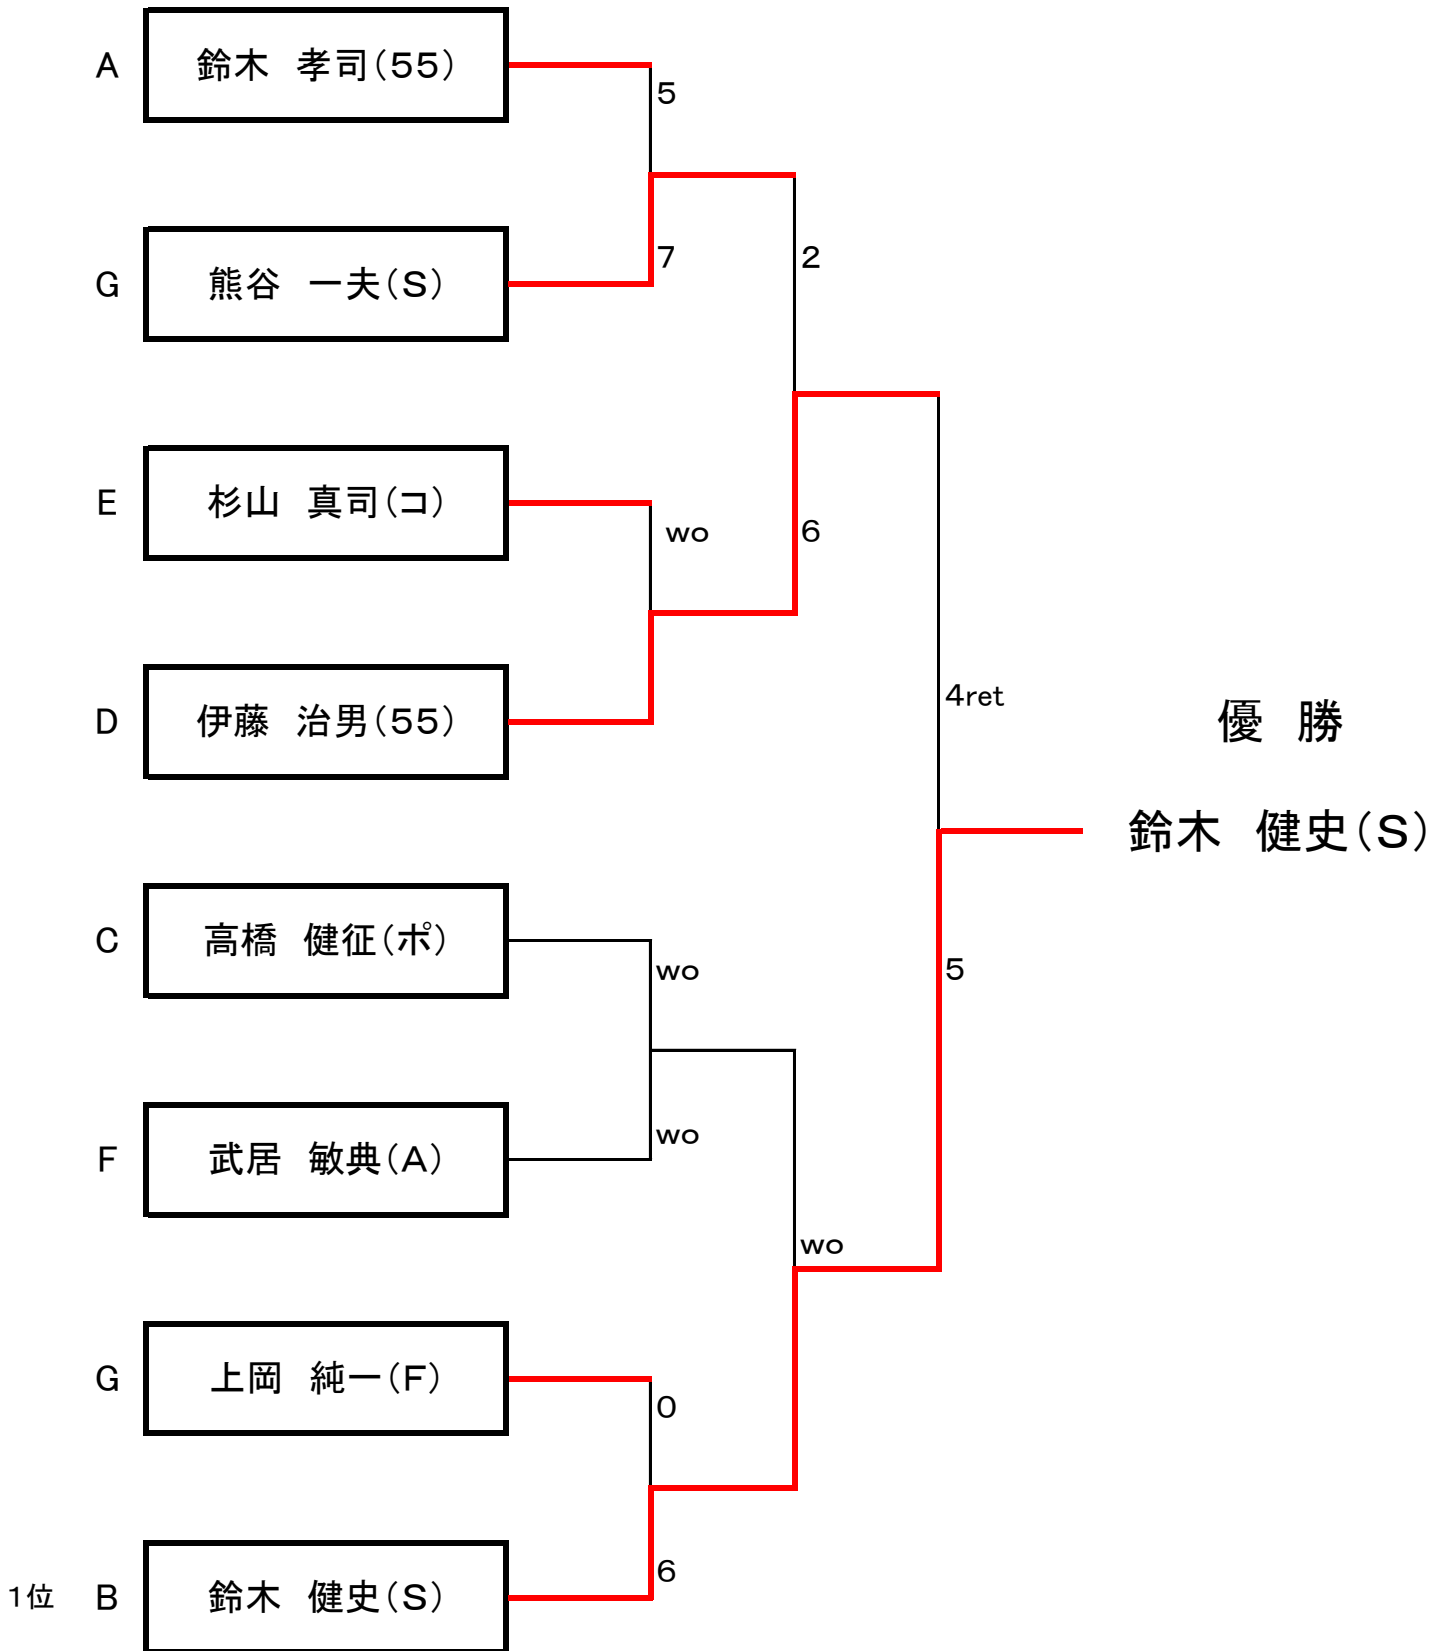 A 鈴木 孝司(55)
5
G 熊谷 一夫(S)
7
2
E 杉山 真司(コ)
wo
6
D 伊藤 治男(55)
4ret
優 勝
鈴木 健史(S)
C 高橋 健征(ポ)
wo
5
F 武居 敏典(A)
wo
wo
G 上岡 純一(F)
0
1位 B 鈴木 健史(S)
6